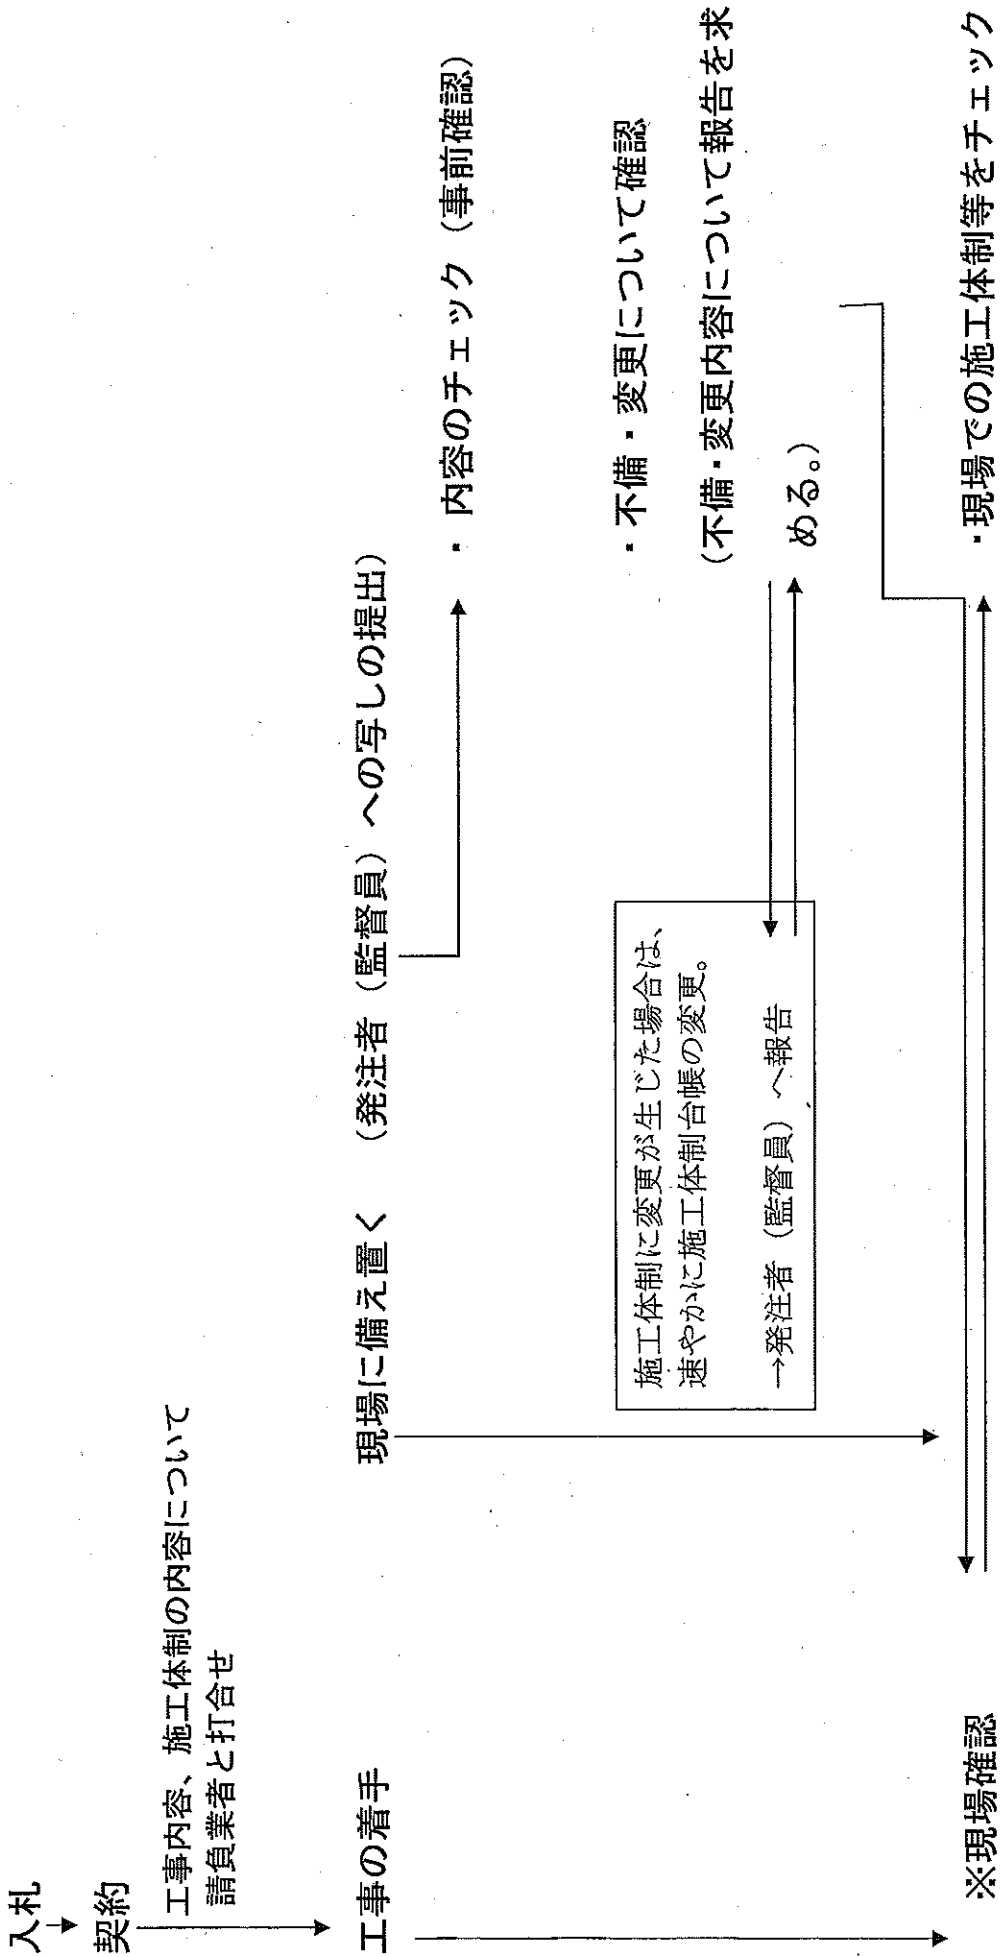 入札
契約
工事内容、施工体制の内容について
請負業者と打合せ
工事の着手
現場に備え置く
(発注者(監督員)への写しの提出)
・内容のチェック(事前確認)
施工体制に変更が生じた場合は、
速やかに施工体制台帳の変更。
→発注者(監督員)へ報告
・不備・変更について確認
(不備・変更内容について報告を求
める。)
※現場確認
・現場での施工体制等をチェック